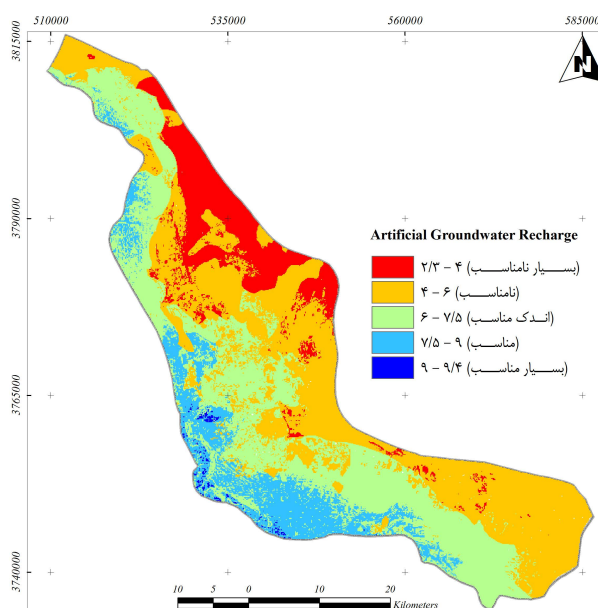 510000 535000 560000 585000
3815000
N
3790000
Artificial Groundwater Recharge
۲/۳ – ۴ (بسیار نامناسب)
۴ – ۶ (نامناسب)
۶ – ۷/۵ (اندک مناسب)
۷/۵ – ۹ (مناسب)
۹ – ۹/۴ (بسیار مناسب)
3765000
3740000
10 5 0 10 20
Kilometers